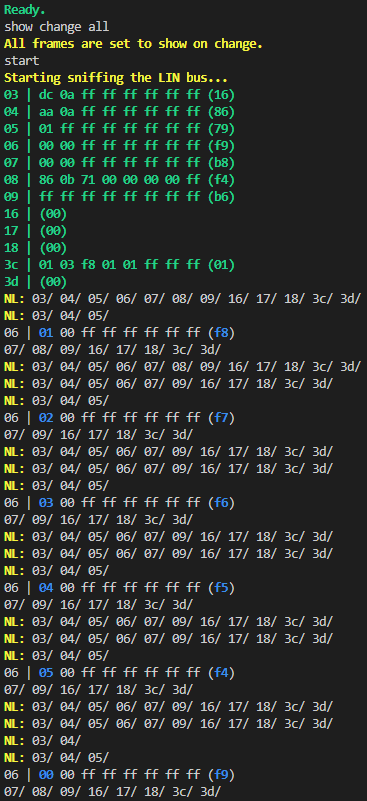 Ready.
show change all
All frames are set to show on change.
start
Starting sniffing the LIN bus...
03 | dc 0a ff ff ff ff ff ff (16)
04 | aa 0a ff ff ff ff ff ff (86)
05 | 01 ff ff ff ff ff ff ff (79)
06 | 00 00 ff ff ff ff ff ff (f9)
07 | 00 00 ff ff ff ff ff ff (b8)
08 | 86 0b 71 00 00 00 00 ff (f4)
09 | ff ff ff ff ff ff ff ff (b6)
16 | (00)
17 | (00)
18 | (00)
3c | 01 03 f8 01 01 ff ff ff (01)
3d | (00)
NL: 03/ 04/ 05/ 06/ 07/ 08/ 09/ 16/ 17/ 18/ 3c/ 3d/
NL: 03/ 04/ 05/
06 | 01 00 ff ff ff ff ff ff (f8)
07/ 08/ 09/ 16/ 17/ 18/ 3c/ 3d/
NL: 03/ 04/ 05/ 06/ 07/ 08/ 09/ 16/ 17/ 18/ 3c/ 3d/
NL: 03/ 04/ 05/ 06/ 07/ 09/ 16/ 17/ 18/ 3c/ 3d/
NL: 03/ 04/ 05/
06 | 02 00 ff ff ff ff ff ff (f7)
07/ 09/ 16/ 17/ 18/ 3c/ 3d/
NL: 03/ 04/ 05/ 06/ 07/ 09/ 16/ 17/ 18/ 3c/ 3d/
NL: 03/ 04/ 05/ 06/ 07/ 09/ 16/ 17/ 18/ 3c/ 3d/
NL: 03/ 04/ 05/
06 | 03 00 ff ff ff ff ff ff (f6)
07/ 09/ 16/ 17/ 18/ 3c/ 3d/
NL: 03/ 04/ 05/ 06/ 07/ 09/ 16/ 17/ 18/ 3c/ 3d/
NL: 03/ 04/ 05/ 06/ 07/ 09/ 16/ 17/ 18/ 3c/ 3d/
NL: 03/ 04/ 05/
06 | 04 00 ff ff ff ff ff ff (f5)
07/ 09/ 16/ 17/ 18/ 3c/ 3d/
NL: 03/ 04/ 05/ 06/ 07/ 09/ 16/ 17/ 18/ 3c/ 3d/
NL: 03/ 04/ 05/ 06/ 07/ 09/ 16/ 17/ 18/ 3c/ 3d/
NL: 03/ 04/ 05/
06 | 05 00 ff ff ff ff ff ff (f4)
07/ 09/ 16/ 17/ 18/ 3c/ 3d/
NL: 03/ 04/ 05/ 06/ 07/ 09/ 16/ 17/ 18/ 3c/ 3d/
NL: 03/ 04/ 05/ 06/ 07/ 09/ 16/ 17/ 18/ 3c/ 3d/
NL: 03/ 04/
NL: 03/ 04/ 05/
06 | 00 00 ff ff ff ff ff ff (f9)
07/ 08/ 09/ 16/ 17/ 18/ 3c/ 3d/